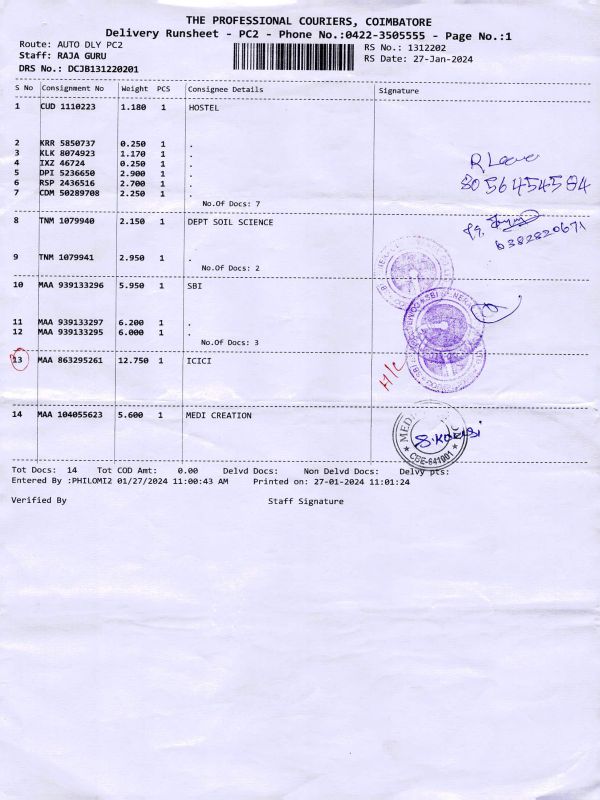 THE PROFESSIONAL COURIERS, COIMBATORE
Delivery Runsheet - PC2 - Phone No.:0422-3505555 - Page No.:1
Route: AUTO DLY PC2
RS No.: 1312202
Staff: RAJA GURU
RS Date: 27-Jan-2024
DRS No.: DCJB131220201
S No Consignment No Weight PCS Consignee Details Signature
1 CUD 1110223 1.180 1 HOSTEL
2 KRR 5850737 0.250 1 .
3 KLK 8074923 1.170 1 .
4 IXZ 46724 0.250 1 .
5 DPI 5236650 2.900 1 .
6 RSP 2436516 2.700 1 .
7 CDM 50289708 2.250 1 .
8056454584
No.Of Docs: 7
8 TNM 1079940 2.150 1 DEPT SOIL SCIENCE
6382820671
9 TNM 1079941 2.950 1 .
No.Of Docs: 2
10 MAA 939133296 5.950 1 SBI
11 MAA 939133297 6.200 1 .
12 MAA 939133295 6.000 1 .
No.Of Docs: 3
13 MAA 863295261 12.750 1 ICICI
H/C
14 MAA 104055623 5.600 1 MEDI CREATION
MEDI
CBE-641001
Tot Docs: 14 Tot COD Amt: 0.00 Delvd Docs: Non Delvd Docs: Delvy pts:
Entered By :PHILOMI2 01/27/2024 11:00:43 AM Printed on: 27-01-2024 11:01:24
Verified By Staff Signature